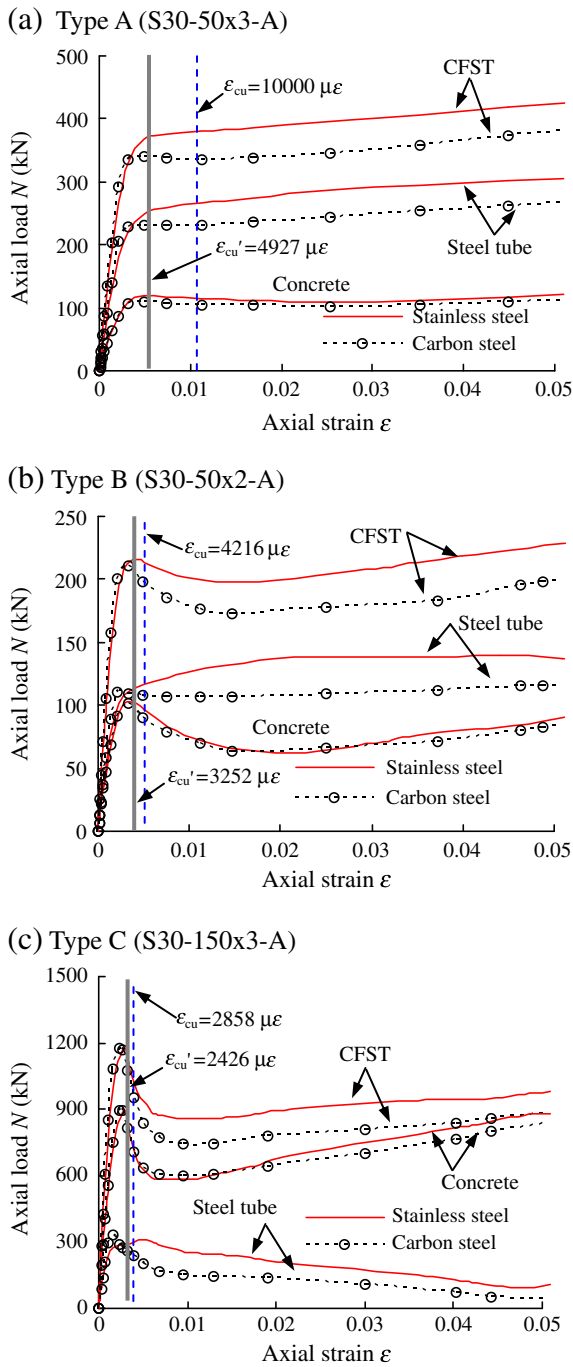 (a) Type A (S30-50x3-A)
500
400
300
200
100
0
Axial load N (kN)
εcu=10000 με
CFST
Steel tube
εcu'=4927 με
Concrete
Stainless steel
Carbon steel
0 0.01 0.02 0.03 0.04 0.05
Axial strain ε
(b) Type B (S30-50x2-A)
250
200
150
100
50
0
Axial load N (kN)
εcu=4216 με
CFST
Steel tube
Concrete
εcu'=3252 με
Stainless steel
Carbon steel
0 0.01 0.02 0.03 0.04 0.05
Axial strain ε
(c) Type C (S30-150x3-A)
1500
1200
900
600
300
0
Axial load N (kN)
εcu=2858 με
εcu'=2426 με
CFST
Concrete
Steel tube
Stainless steel
Carbon steel
0 0.01 0.02 0.03 0.04 0.05
Axial strain ε